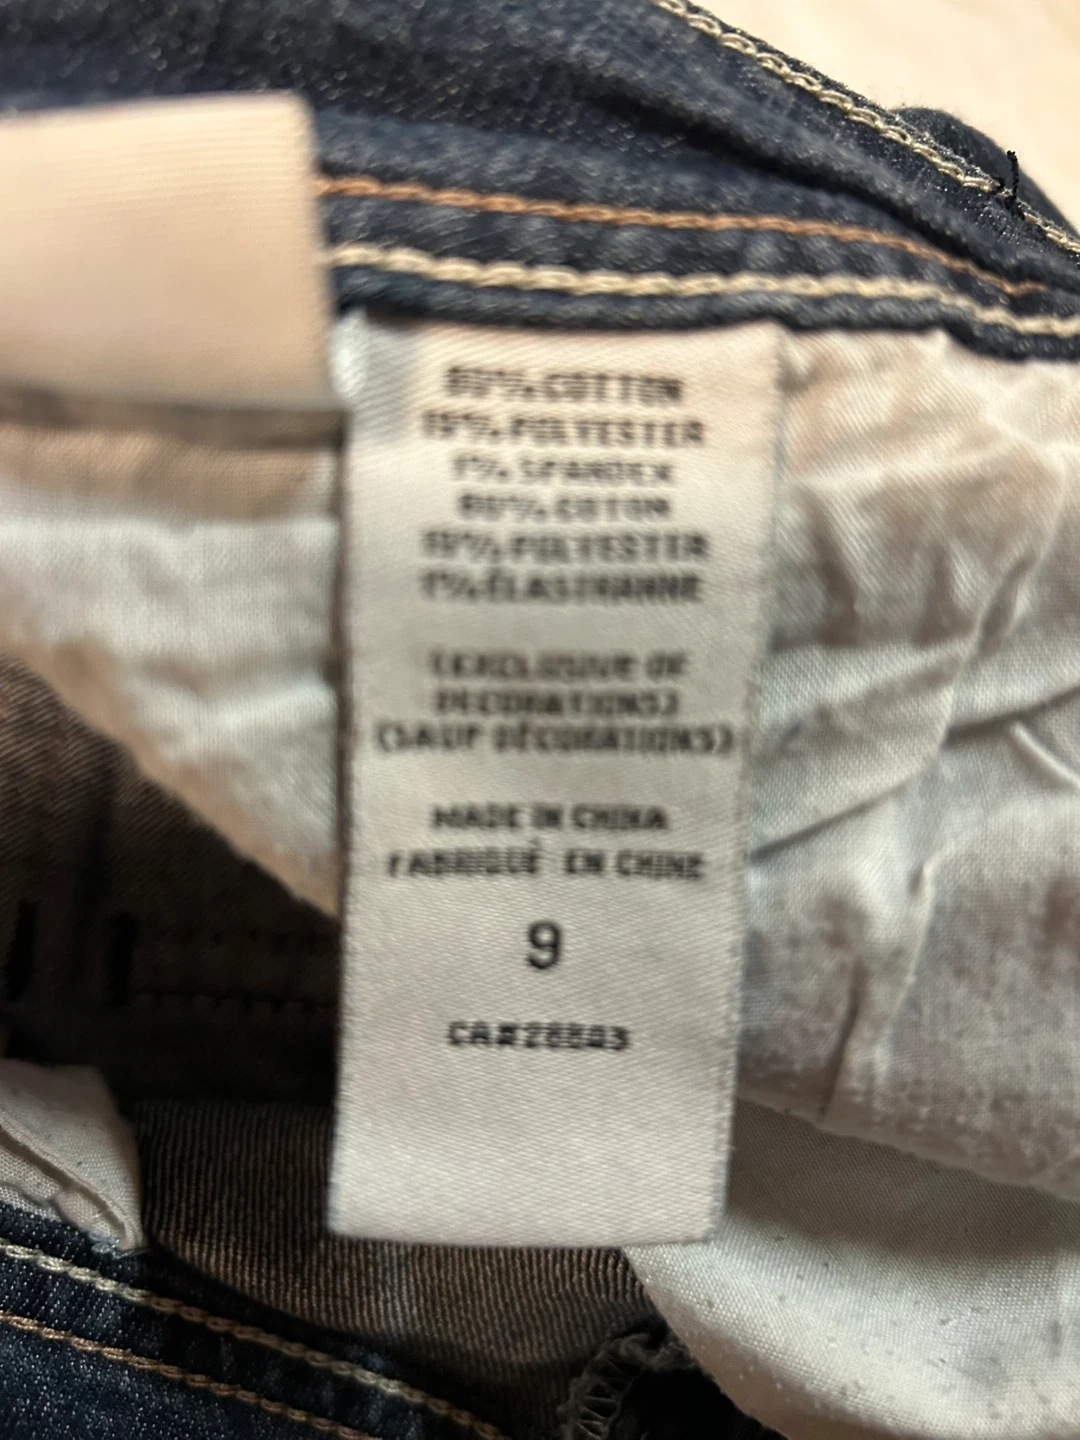 80% COTTON
19% POLYESTER
1% SPANDEX
80% COTON
19% POLYESTER
1% ÉLASTHANNE
(EXCLUSIVE OF
DECORATIONS)
(SAUF DÉCORATIONS)
MADE IN CHINA
FABRIQUÉ EN CHINE
9